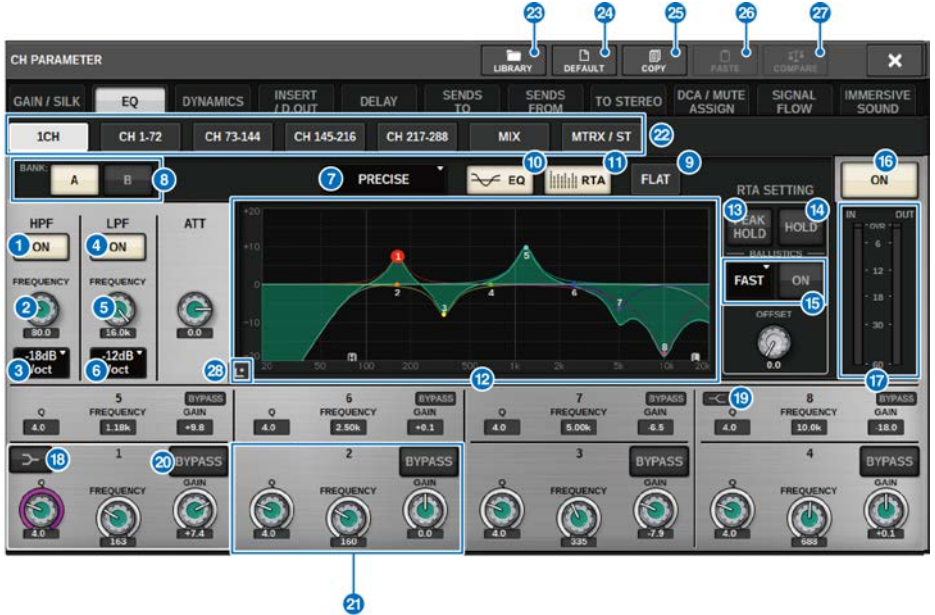 23 24 25 26 27
CH PARAMETER
LIBRARY
DEFAULT
COPY
PASTE
COMPARE
GAIN / SILK
EQ
DYNAMICS
INSERT / D.OUT
DELAY
SENDS TO
SENDS FROM
TO STEREO
DCA / MUTE ASSIGN
SIGNAL FLOW
IMMERSIVE SOUND
1CH
CH 1-72
CH 73-144
CH 145-216
CH 217-288
MIX
MTRX / ST
22
BANK:
A
B
8
7
PRECISE
10
EQ
11
RTA
9
FLAT
RTA SETTING
16
ON
HPF
LPF
ATT
1 ON
4 ON
FREQUENCY
FREQUENCY
2
5
80.0
16.0k
0.0
-18dB
-12dB
3
6
+20
+10
0
-10
-20
1
2
3
4
5
6
7
8
H
L
20 50 100 200 500 1k 2k 5k 10k 20k
28
12
13
14
PEAK HOLD
HOLD
BALLISTICS
FAST
ON
15
OFFSET
0.0
IN
OUT
OVR
6
12
18
30
60
17
5
BYPASS
Q
FREQUENCY
GAIN
4.0
1.18k
+9.8
6
BYPASS
Q
FREQUENCY
GAIN
4.0
2.50k
+0.1
7
BYPASS
Q
FREQUENCY
GAIN
4.0
5.00k
-6.5
19
8
BYPASS
Q
FREQUENCY
GAIN
4.0
10.0k
-18.0
18
1
20
BYPASS
Q
FREQUENCY
GAIN
4.0
163
+7.4
2
BYPASS
Q
FREQUENCY
GAIN
4.0
160
0.0
3
BYPASS
Q
FREQUENCY
GAIN
4.0
335
-7.9
4
BYPASS
Q
FREQUENCY
GAIN
4.0
688
+0.1
21